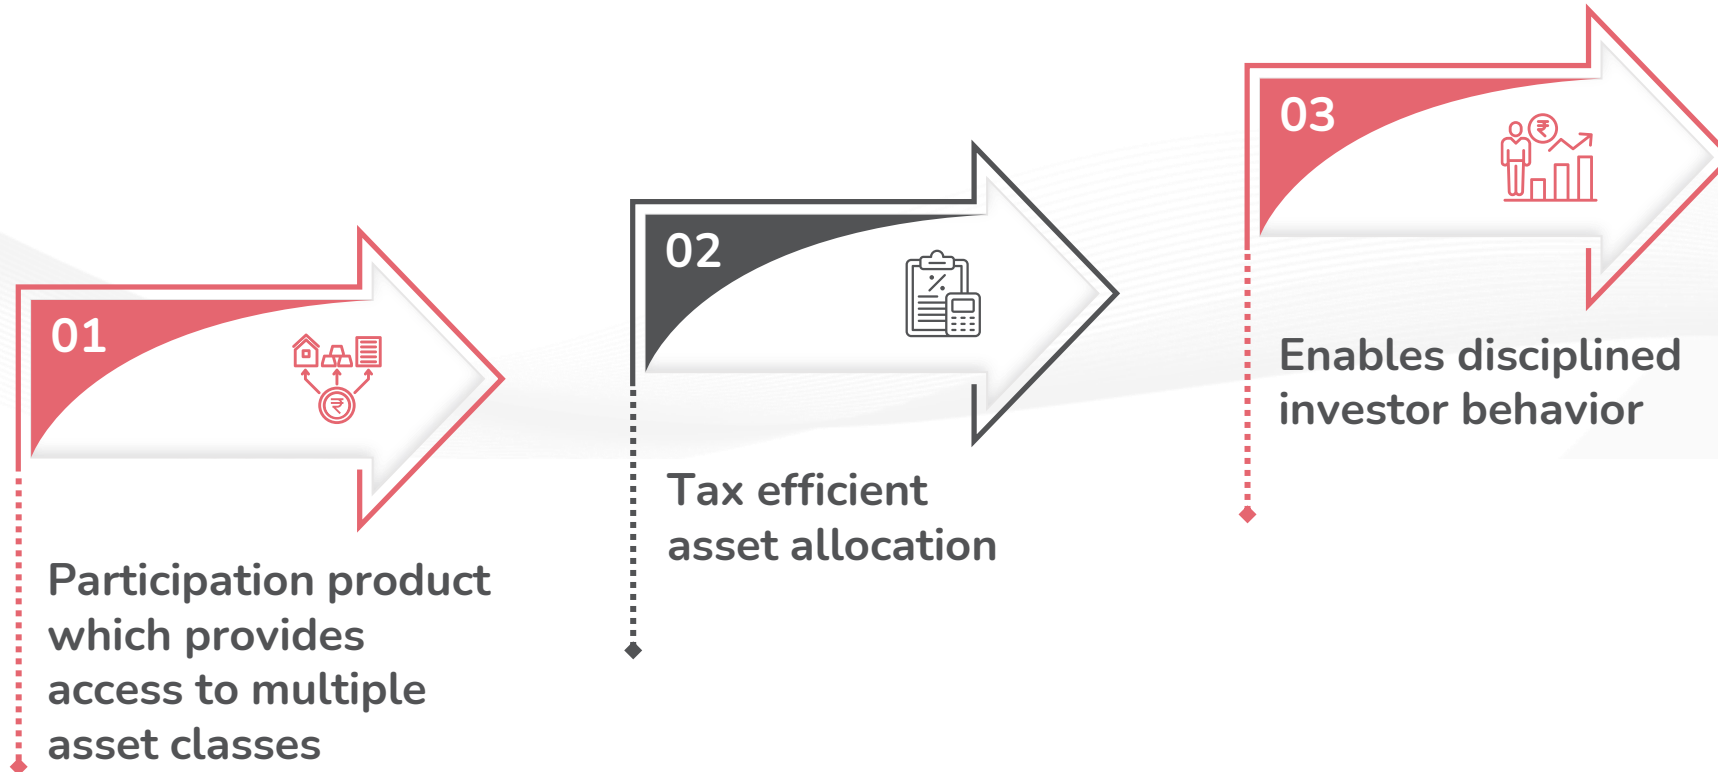 01
Participation product
which provides
access to multiple
asset classes
02
Tax efficient
asset allocation
03
Enables disciplined
investor behavior